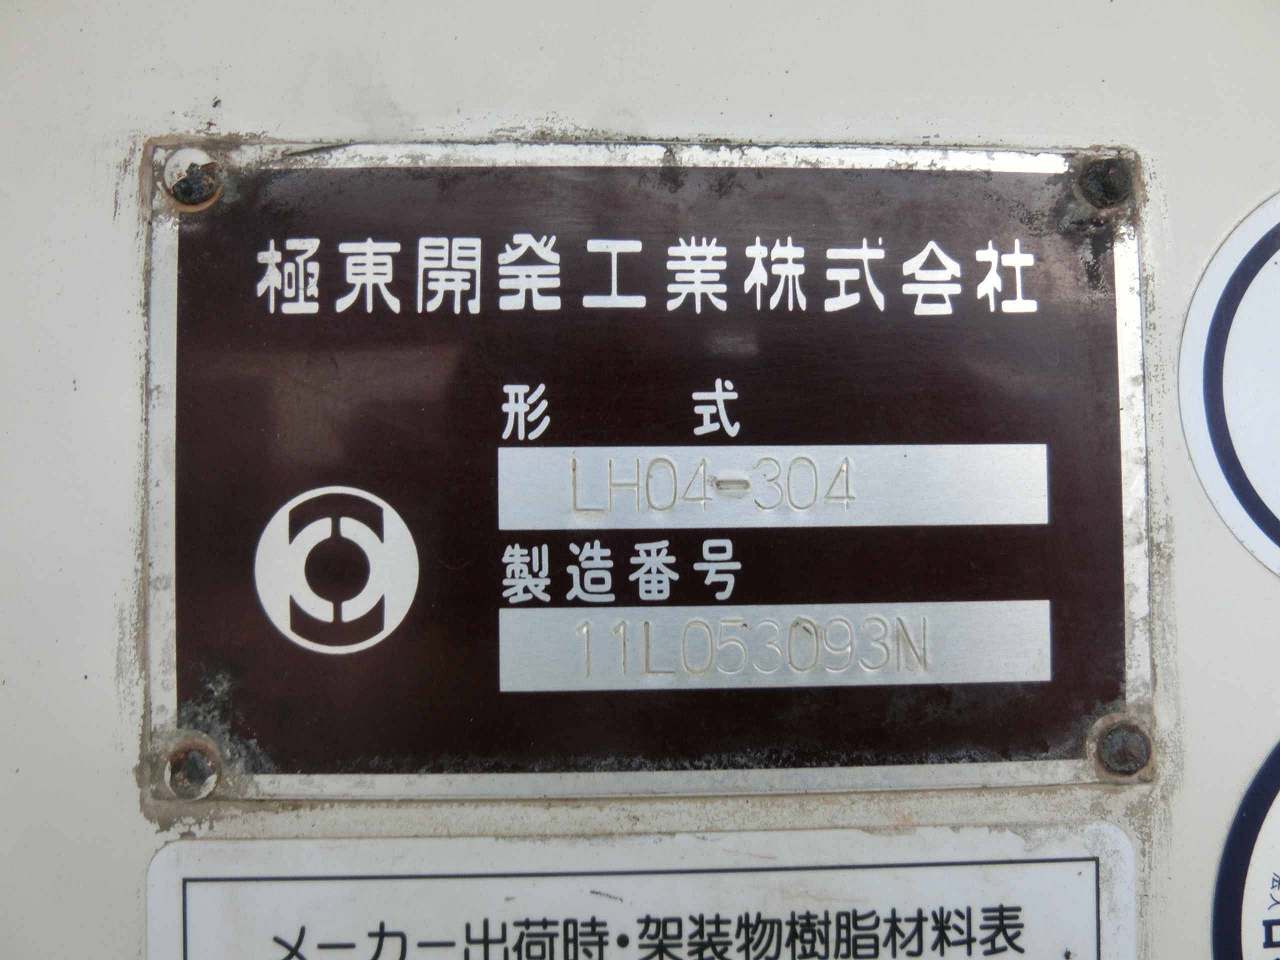 極東開発工業株式会社
形 式
LH04-304
製造番号
11L053093N
メーカー出荷時・架装物樹脂材料表